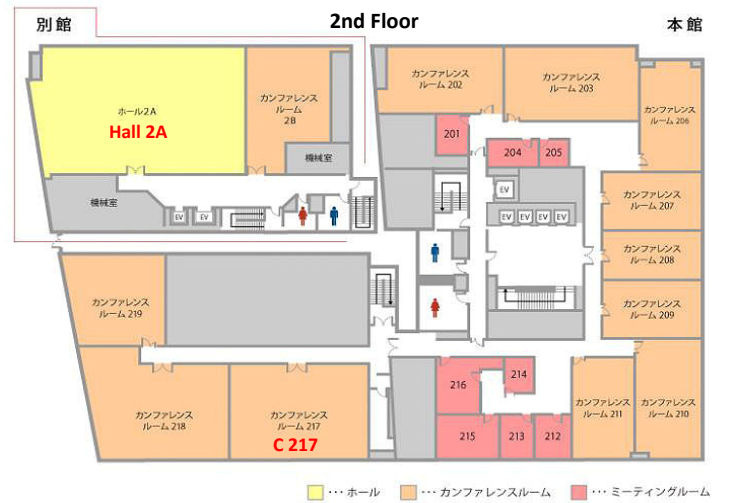 別館
2nd Floor
本館
ホール2A
Hall 2A
カンファレンス
ルーム
2B
機械室
機械室
EV
EV
カンファレンス
ルーム 202
カンファレンス
ルーム 203
カンファレンス
ルーム 206
201
204
205
EV
EV
EV
EV
EV
カンファレンス
ルーム 207
カンファレンス
ルーム 208
カンファレンス
ルーム 209
カンファレンス
ルーム 219
カンファレンス
ルーム 218
カンファレンス
ルーム 217
C 217
216
214
215
213
212
カンファレンス
ルーム 211
カンファレンス
ルーム 210
・・・ ホール
・・・ カンファレンスルーム
・・・ ミーティングルーム